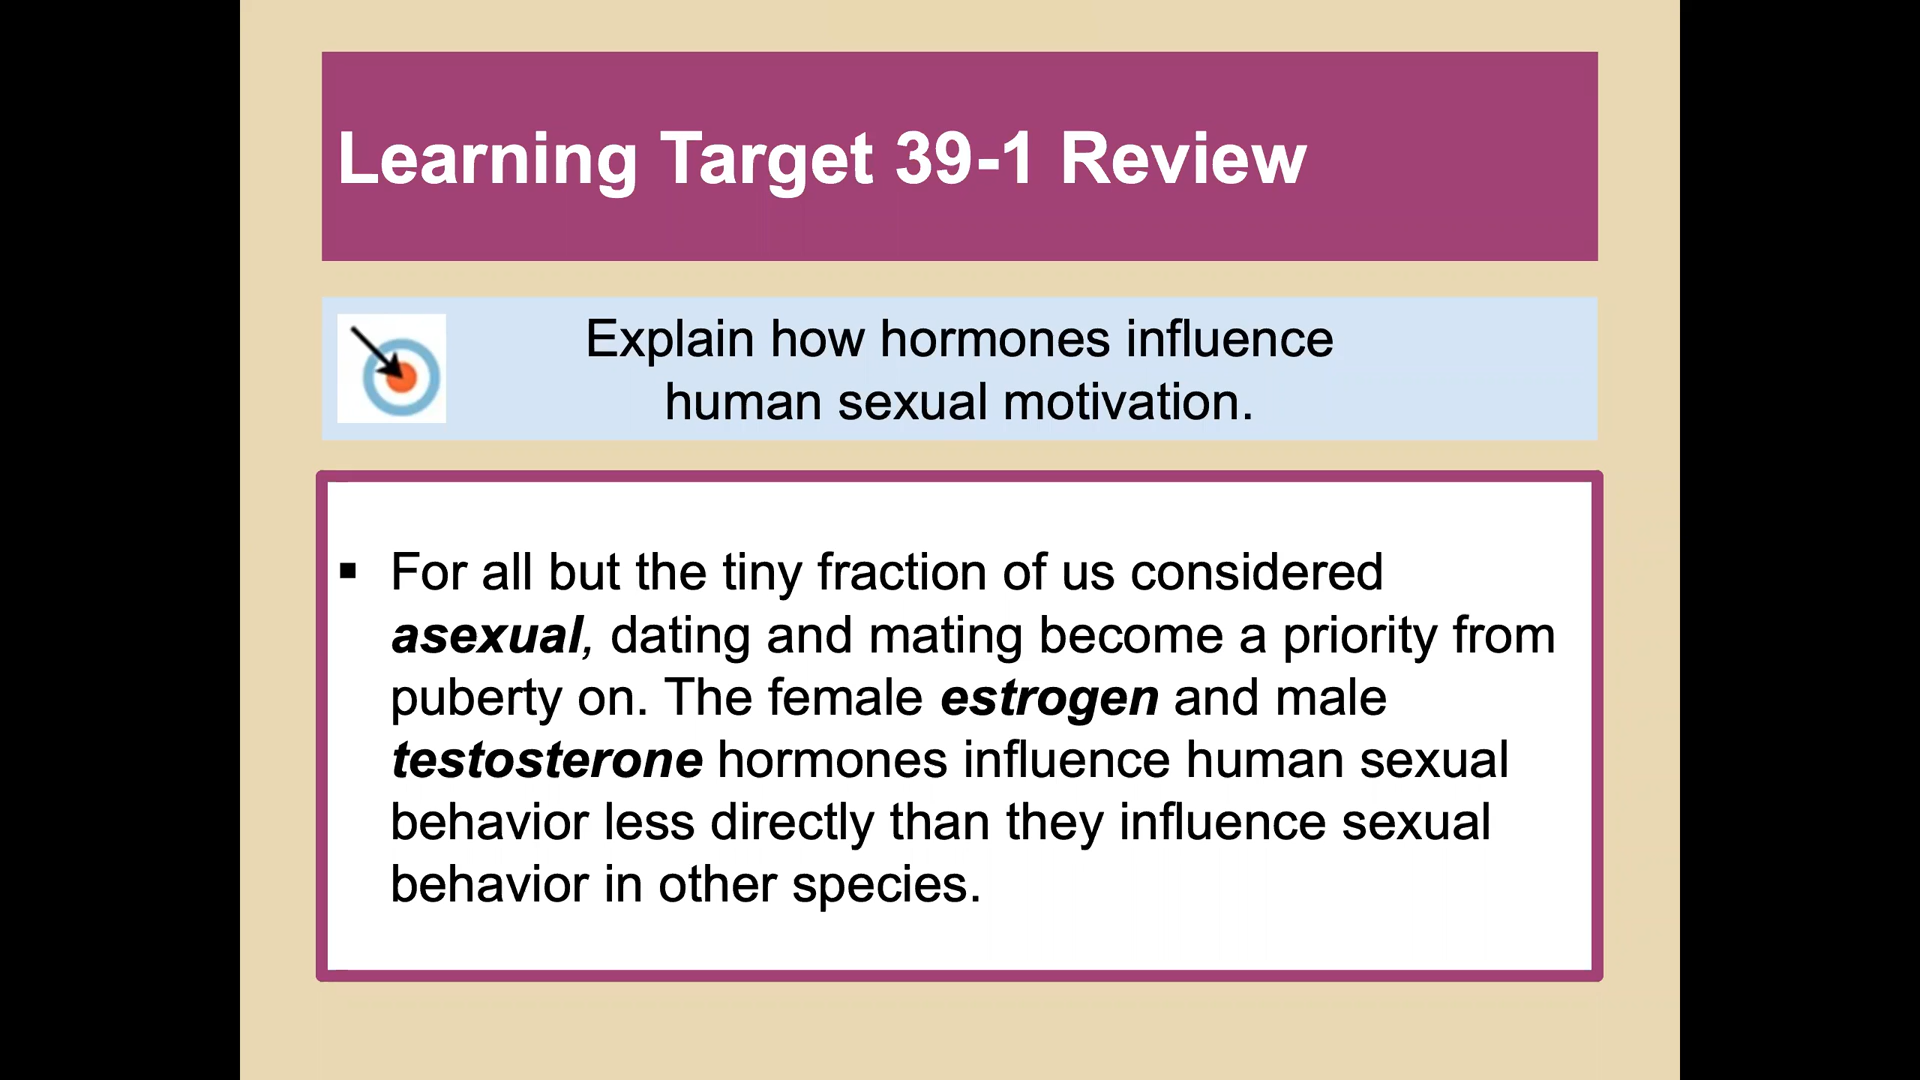 Learning Target 39-1 Review
Explain how hormones influence
human sexual motivation.
▪ For all but the tiny fraction of us considered
asexual, dating and mating become a priority from
puberty on. The female estrogen and male
testosterone hormones influence human sexual
behavior less directly than they influence sexual
behavior in other species.